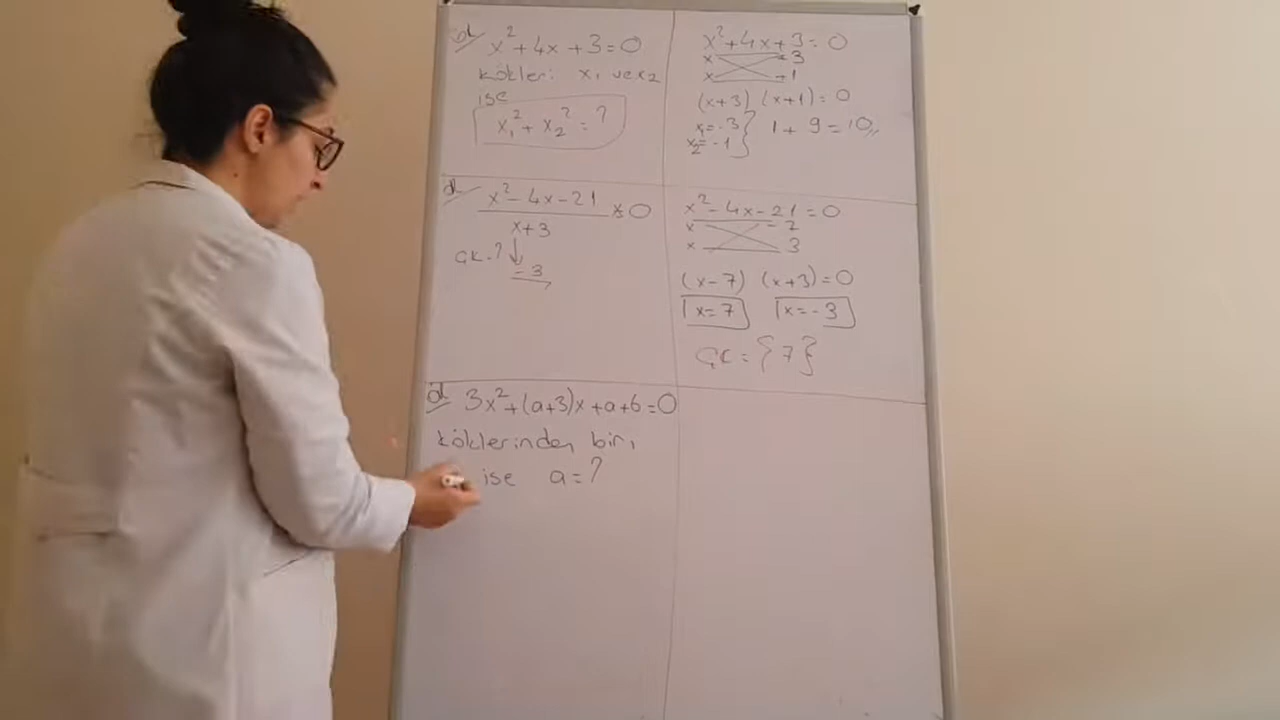 x²+4x+3=0
kökleri x₁ ve x₂
ise
x₁²+x₂²=?
x²+4x+3=0
x +3
x +1
(x+3) (x+1)=0
x₁=-3
x₂=-1
1+9=10
x²-4x-21
x+3
=0
ÇK=?
-3
x²-4x-21=0
x
x 3
(x-7) (x+3)=0
x=7 x=-3
ÇK={7}
3x²+(a+3)x+a+6=0
köklerinden biri
ise a=?